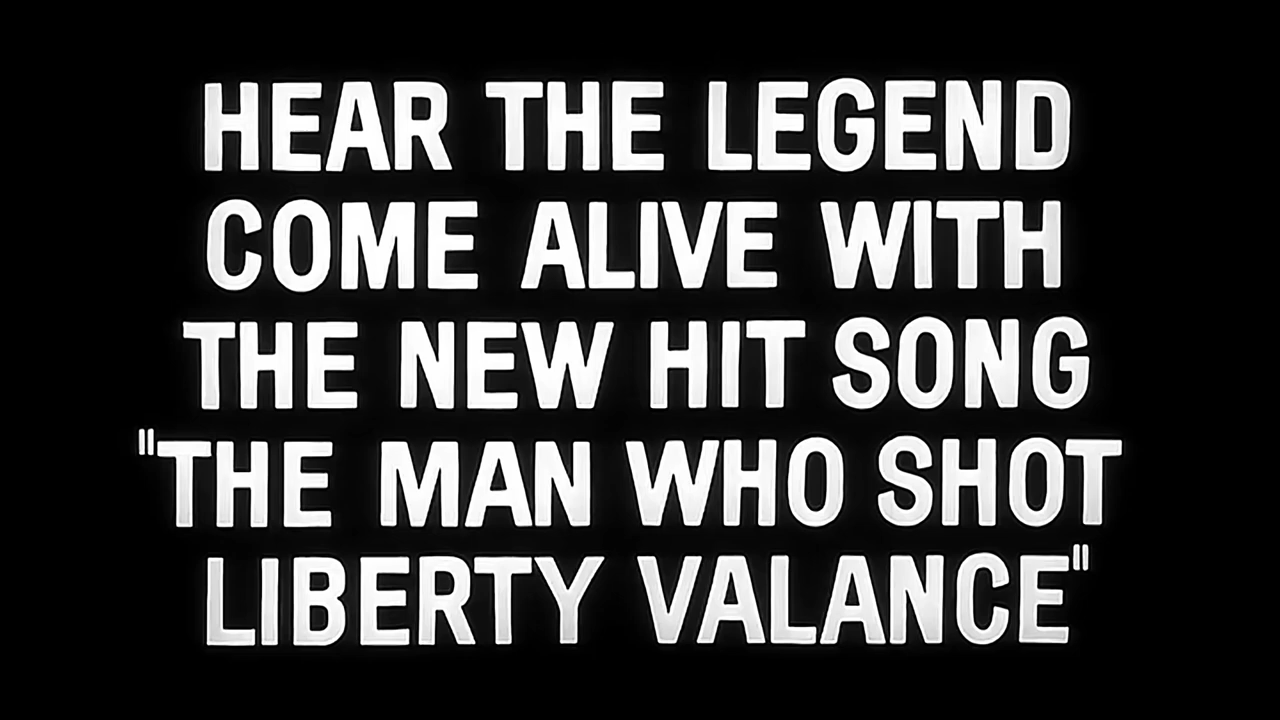 HEAR THE LEGEND
COME ALIVE WITH
THE NEW HIT SONG
"THE MAN WHO SHOT
LIBERTY VALANCE"